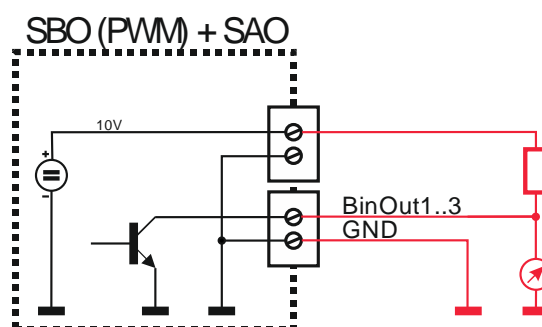 SBO (PWM) + SAO
10V
BinOut1..3
GND